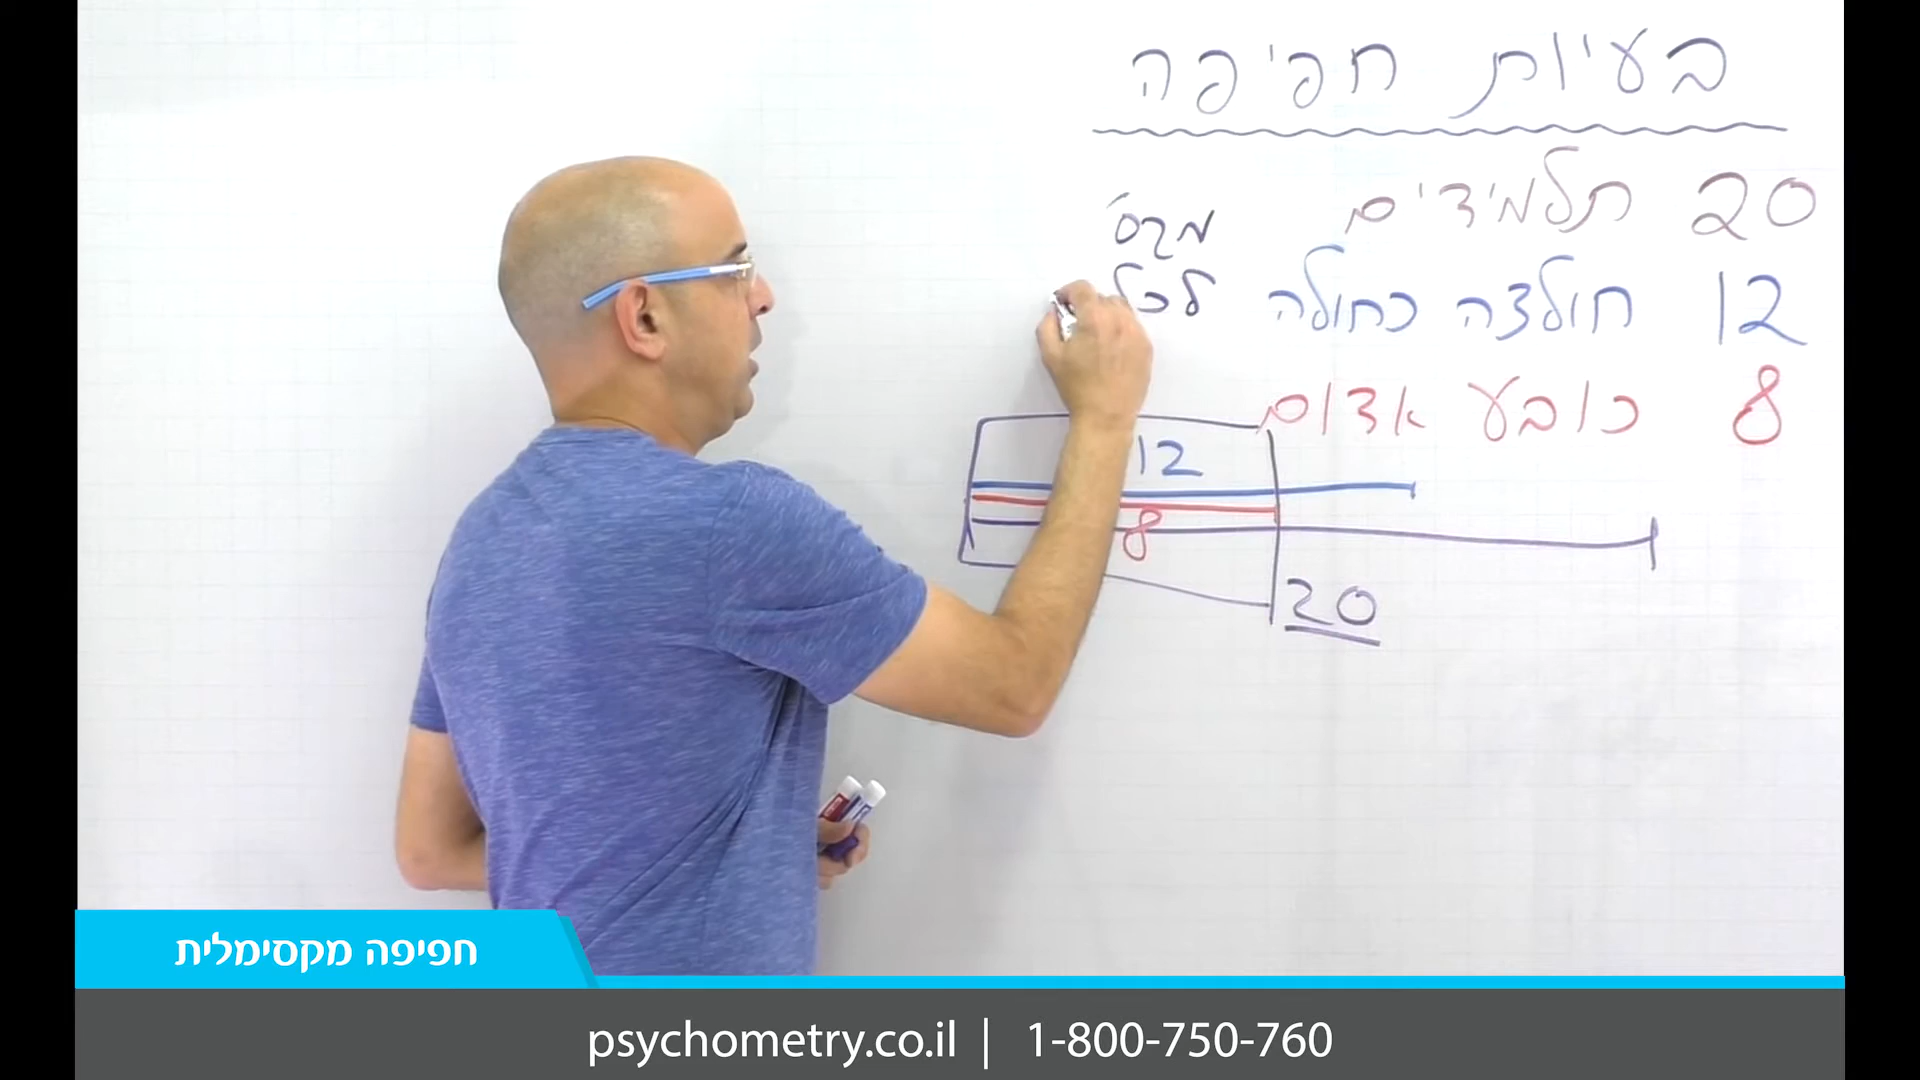 בעיות חפיפה
20 תלמידים
12 חולצה כחולה
8 כובע אדום
מקס'
לכל
12
8
20
חפיפה מקסימלית
psychometry.co.il | 1-800-750-760